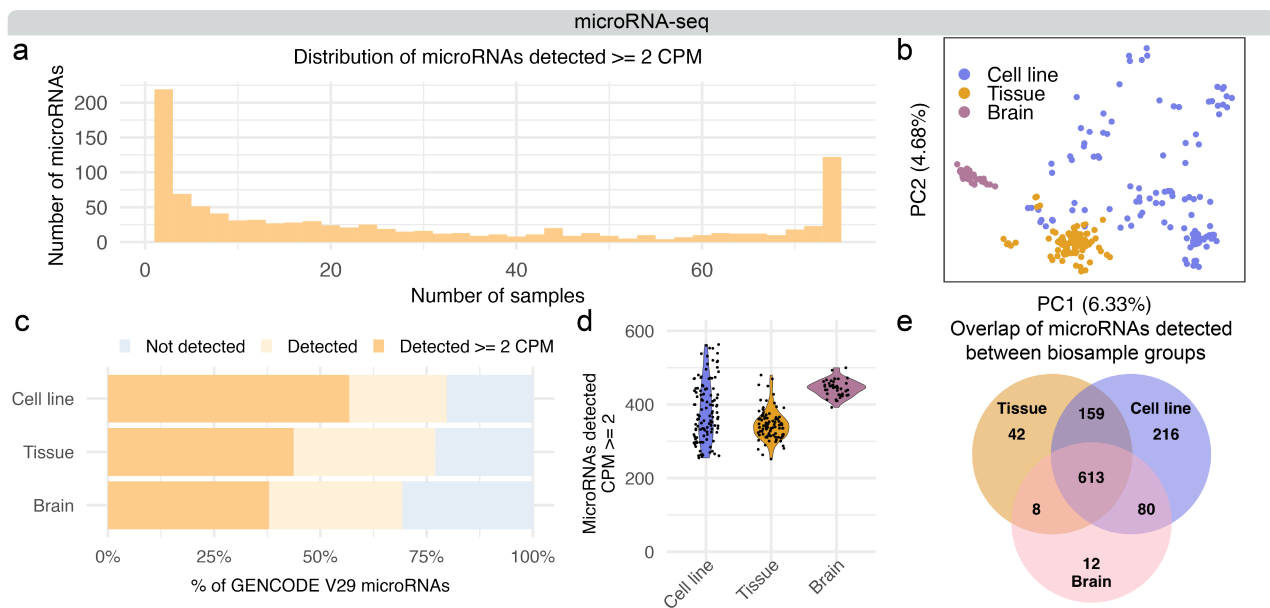 microRNA-seq
a
Distribution of microRNAs detected >= 2 CPM
Number of microRNAs
200
150
100
50
0
0 20 40 60
Number of samples
b
Cell line
Tissue
Brain
PC2 (4.68%)
PC1 (6.33%)
c
Not detected Detected Detected >= 2 CPM
Cell line
Tissue
Brain
0% 25% 50% 75% 100%
% of GENCODE V29 microRNAs
d
MicroRNAs detected
CPM >= 2
600
400
200
0
Cell line Tissue Brain
e
Overlap of microRNAs detected
between biosample groups
Tissue 159 Cell line
42 216
613
8 80
12
Brain